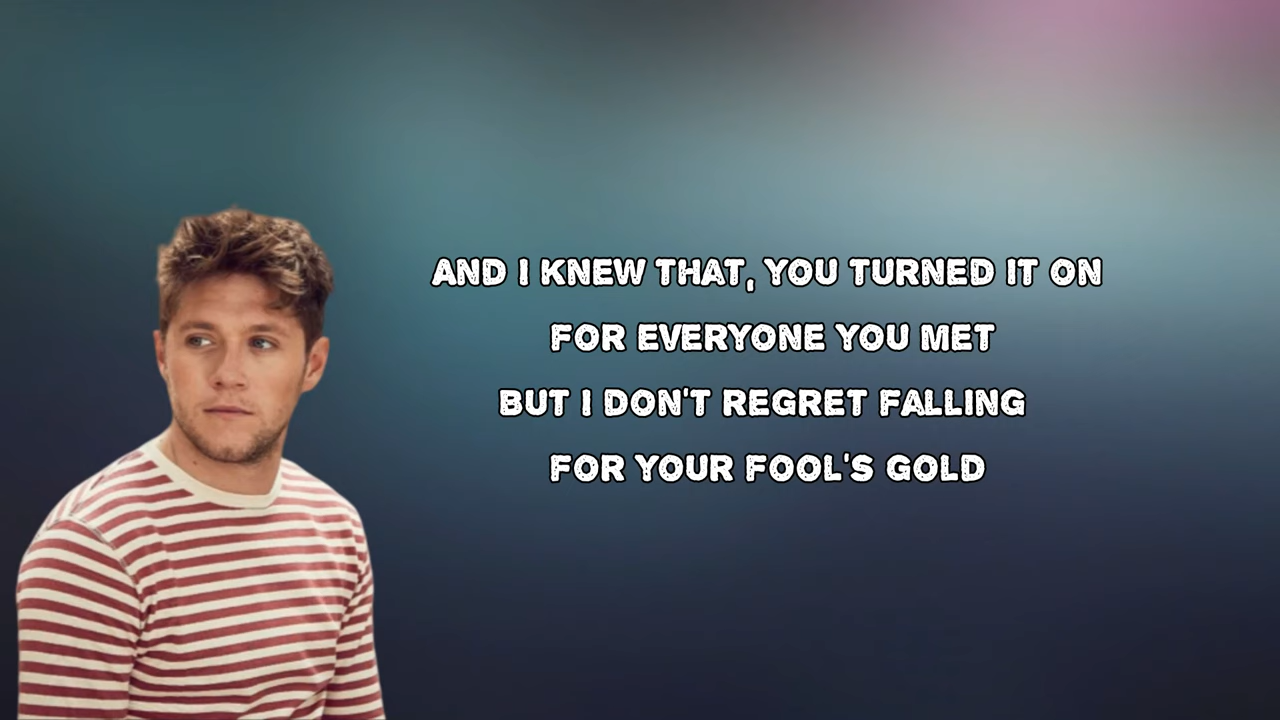 AND I KNEW THAT, YOU TURNED IT ON
FOR EVERYONE YOU MET
BUT I DON'T REGRET FALLING
FOR YOUR FOOL'S GOLD